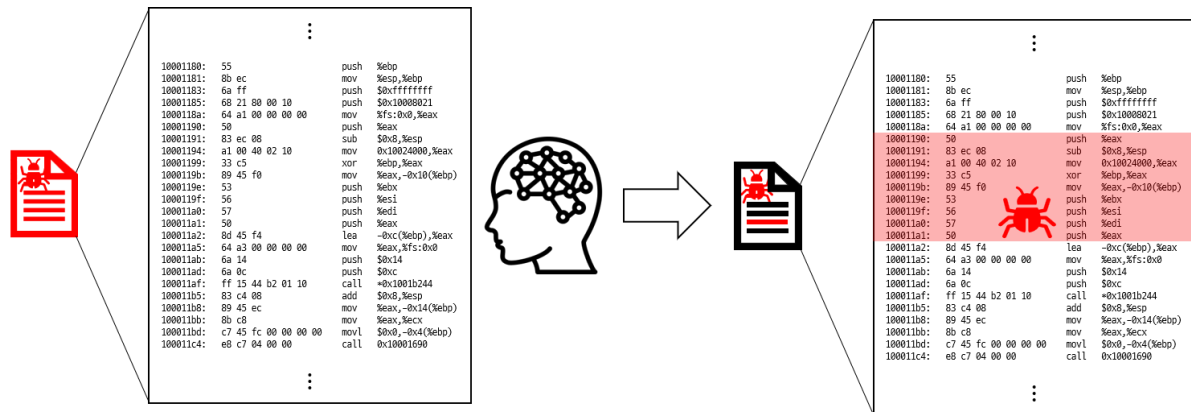 ⋮
10001180: 55 push %ebp
10001181: 8b ec mov %esp,%ebp
10001183: 6a ff push $0xffffffff
10001185: 68 21 80 00 10 push $0x10008021
1000118a: 64 a1 00 00 00 00 mov %fs:0x0,%eax
10001190: 50 push %eax
10001191: 83 ec 08 sub $0x8,%esp
10001194: a1 00 40 02 10 mov 0x10024000,%eax
10001199: 33 c5 xor %ebp,%eax
1000119b: 89 45 f0 mov %eax,-0x10(%ebp)
1000119e: 53 push %ebx
1000119f: 56 push %esi
100011a0: 57 push %edi
100011a1: 50 push %eax
100011a2: 8d 45 f4 lea -0xc(%ebp),%eax
100011a5: 64 a3 00 00 00 00 mov %eax,%fs:0x0
100011ab: 6a 14 push $0x14
100011ad: 6a 0c push $0xc
100011af: ff 15 44 b2 01 10 call *0x1001b244
100011b5: 83 c4 08 add $0x8,%esp
100011b8: 89 45 ec mov %eax,-0x14(%ebp)
100011bb: 8b c8 mov %eax,%ecx
100011bd: c7 45 fc 00 00 00 00 movl $0x0,-0x4(%ebp)
100011c4: e8 c7 04 00 00 call 0x10001690
⋮
⋮
10001180: 55 push %ebp
10001181: 8b ec mov %esp,%ebp
10001183: 6a ff push $0xffffffff
10001185: 68 21 80 00 10 push $0x10008021
1000118a: 64 a1 00 00 00 00 mov %fs:0x0,%eax
10001190: 50 push %eax
10001191: 83 ec 08 sub $0x8,%esp
10001194: a1 00 40 02 10 mov 0x10024000,%eax
10001199: 33 c5 xor %ebp,%eax
1000119b: 89 45 f0 mov %eax,-0x10(%ebp)
1000119e: 53 push %ebx
1000119f: 56 push %esi
100011a0: 57 push %edi
100011a1: 50 push %eax
100011a2: 8d 45 f4 lea -0xc(%ebp),%eax
100011a5: 64 a3 00 00 00 00 mov %eax,%fs:0x0
100011ab: 6a 14 push $0x14
100011ad: 6a 0c push $0xc
100011af: ff 15 44 b2 01 10 call *0x1001b244
100011b5: 83 c4 08 add $0x8,%esp
100011b8: 89 45 ec mov %eax,-0x14(%ebp)
100011bb: 8b c8 mov %eax,%ecx
100011bd: c7 45 fc 00 00 00 00 movl $0x0,-0x4(%ebp)
100011c4: e8 c7 04 00 00 call 0x10001690
⋮